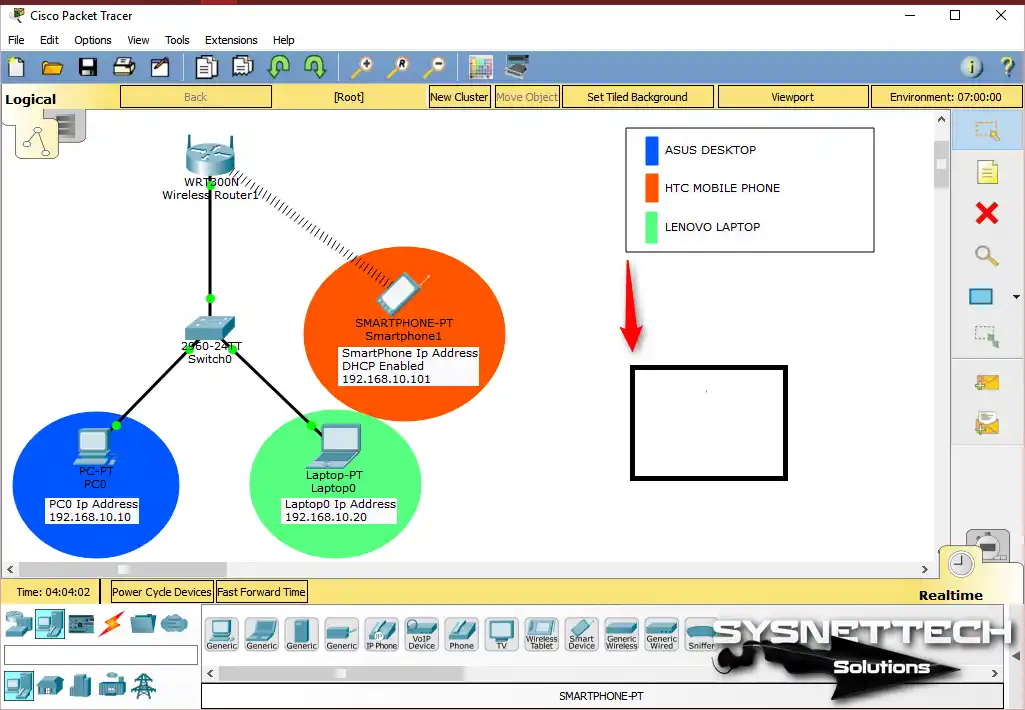 Cisco Packet Tracer
File Edit Options View Tools Extensions Help
Logical
Back
[Root]
New Cluster
Move Object
Set Tiled Background
Viewport
Environment: 07:00:00
WRT300N
Wireless Router1
ASUS DESKTOP
HTC MOBILE PHONE
LENOVO LAPTOP
SMARTPHONE-PT
Smartphone1
SmartPhone Ip Address
DHCP Enabled
192.168.10.101
2960-24TT
Switch0
PC-PT
PC0
PC0 Ip Address
192.168.10.10
Laptop-PT
Laptop0
Laptop0 Ip Address
192.168.10.20
Time: 04:04:02
Power Cycle Devices
Fast Forward Time
Realtime
Generic
Generic
Generic
Generic
IP
IP Phone
VoIP
Device
Phone
TV
Wireless
Tablet
Smart
Device
Generic
Wireless
Generic
Wired
Sniffer
SYSNETTECH
Solutions
SMARTPHONE-PT